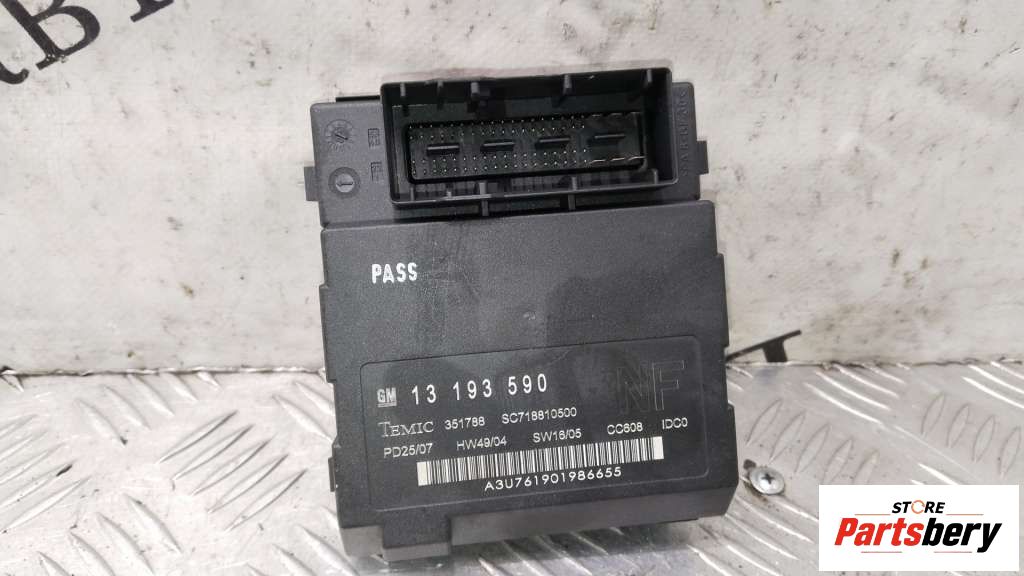 PASS
GM 13 193 590 NF
TEMIC 351788 SC718810500
PD25/07 HW49/04 SW16/05 CC608 IDC0
A3U761901986655
STORE
Partsbery